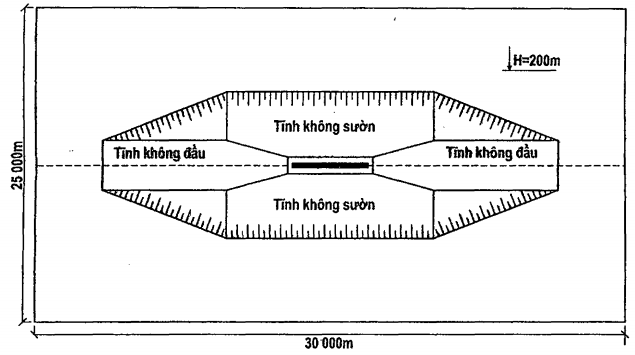 H=200m
Tĩnh không sườn
Tĩnh không đầu
Tĩnh không đầu
Tĩnh không sườn
25 000m
30 000m